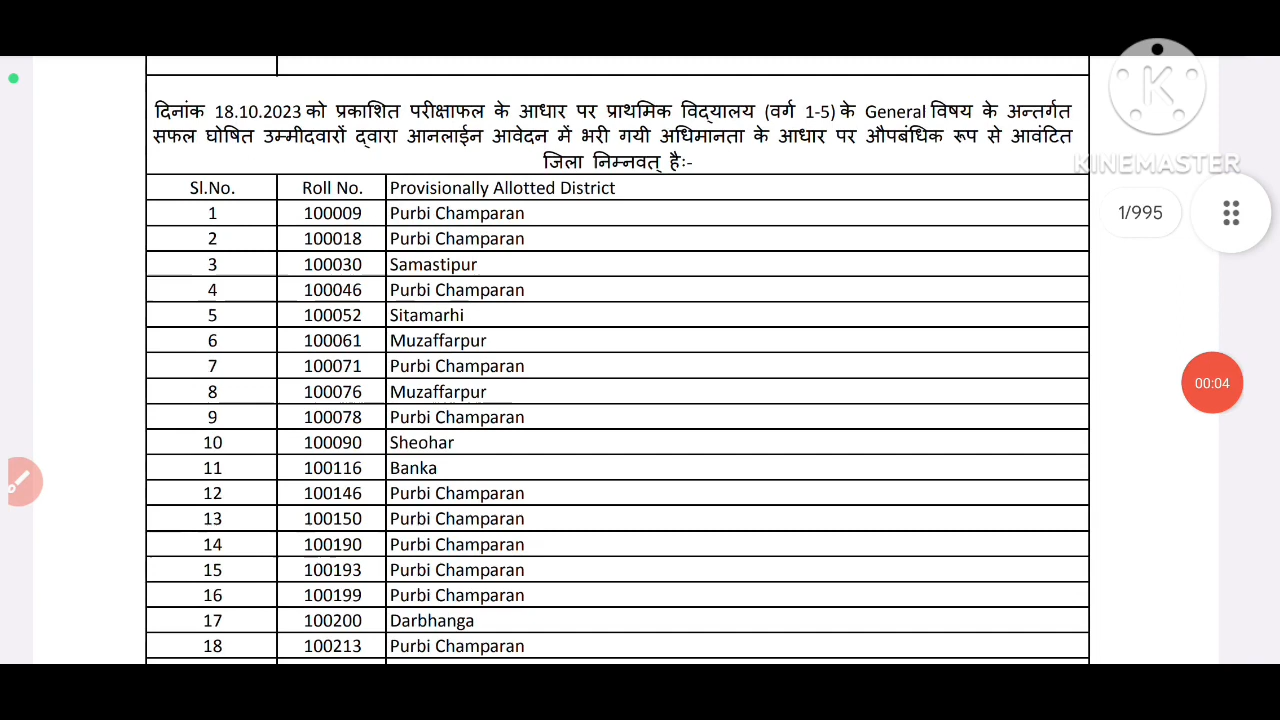 दिनांक 18.10.2023 को प्रकाशित परीक्षाफल के आधार पर प्राथमिक विद्यालय (वर्ग 1-5) के General विषय के अन्तर्गत
सफल घोषित उम्मीदवारों द्वारा आनलाईन आवेदन में भरी गयी अधिमानता के आधार पर औपबंधिक रूप से आवंटित
जिला निम्नवत् है:-
Sl.No. Roll No. Provisionally Allotted District
1 100009 Purbi Champaran
2 100018 Purbi Champaran
3 100030 Samastipur
4 100046 Purbi Champaran
5 100052 Sitamarhi
6 100061 Muzaffarpur
7 100071 Purbi Champaran
8 100076 Muzaffarpur
9 100078 Purbi Champaran
10 100090 Sheohar
11 100116 Banka
12 100146 Purbi Champaran
13 100150 Purbi Champaran
14 100190 Purbi Champaran
15 100193 Purbi Champaran
16 100199 Purbi Champaran
17 100200 Darbhanga
18 100213 Purbi Champaran
K
KINEMASTER
1/995
00:04